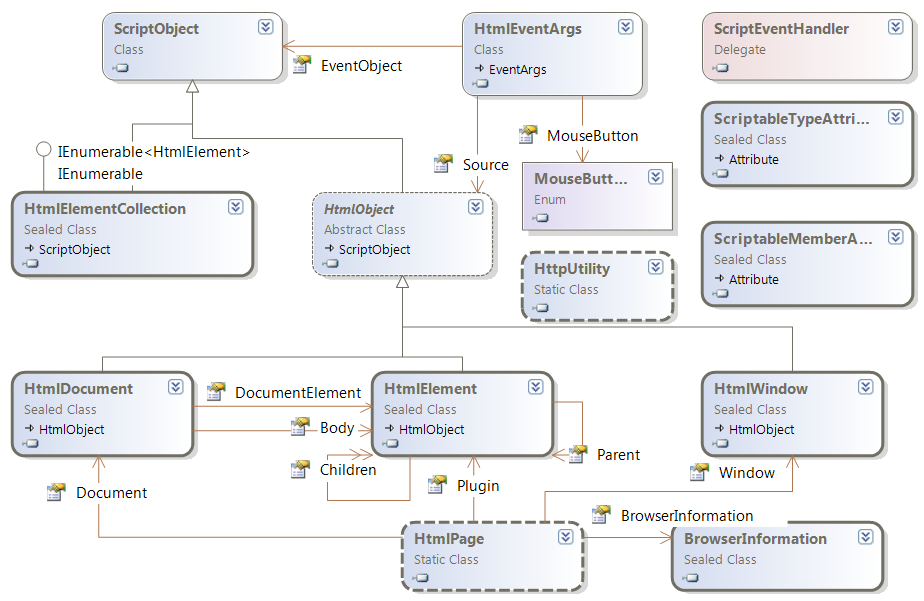 ScriptObject
Class
HtmlEventArgs
Class
EventArgs
ScriptEventHandler
Delegate
EventObject
ScriptableTypeAttri...
Sealed Class
Attribute
MouseButton
IEnumerable<HtmlElement>
IEnumerable
Source
MouseButt...
Enum
HtmlElementCollection
Sealed Class
ScriptObject
HtmlObject
Abstract Class
ScriptObject
ScriptableMemberA...
Sealed Class
Attribute
HttpUtility
Static Class
HtmlDocument
Sealed Class
HtmlObject
DocumentElement
Body
HtmlElement
Sealed Class
HtmlObject
HtmlWindow
Sealed Class
HtmlObject
Children
Parent
Document
Plugin
Window
BrowserInformation
HtmlPage
Static Class
BrowserInformation
Sealed Class